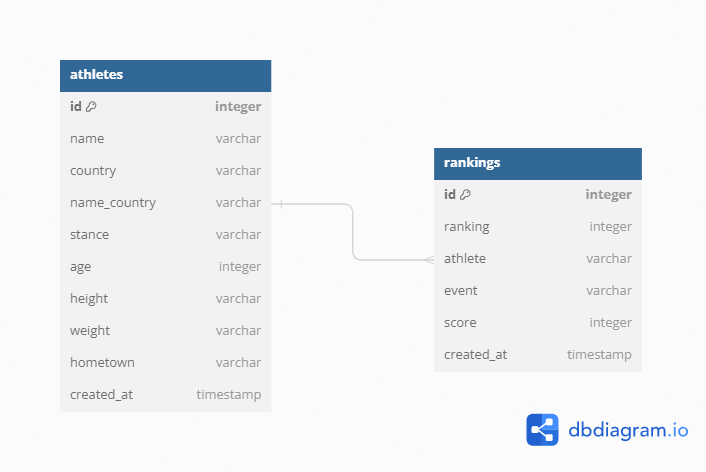 athletes
id integer
name varchar
country varchar
name_country varchar
stance varchar
age integer
height varchar
weight varchar
hometown varchar
created_at timestamp
rankings
id integer
ranking integer
athlete varchar
event varchar
score integer
created_at timestamp
dbdiagram.io